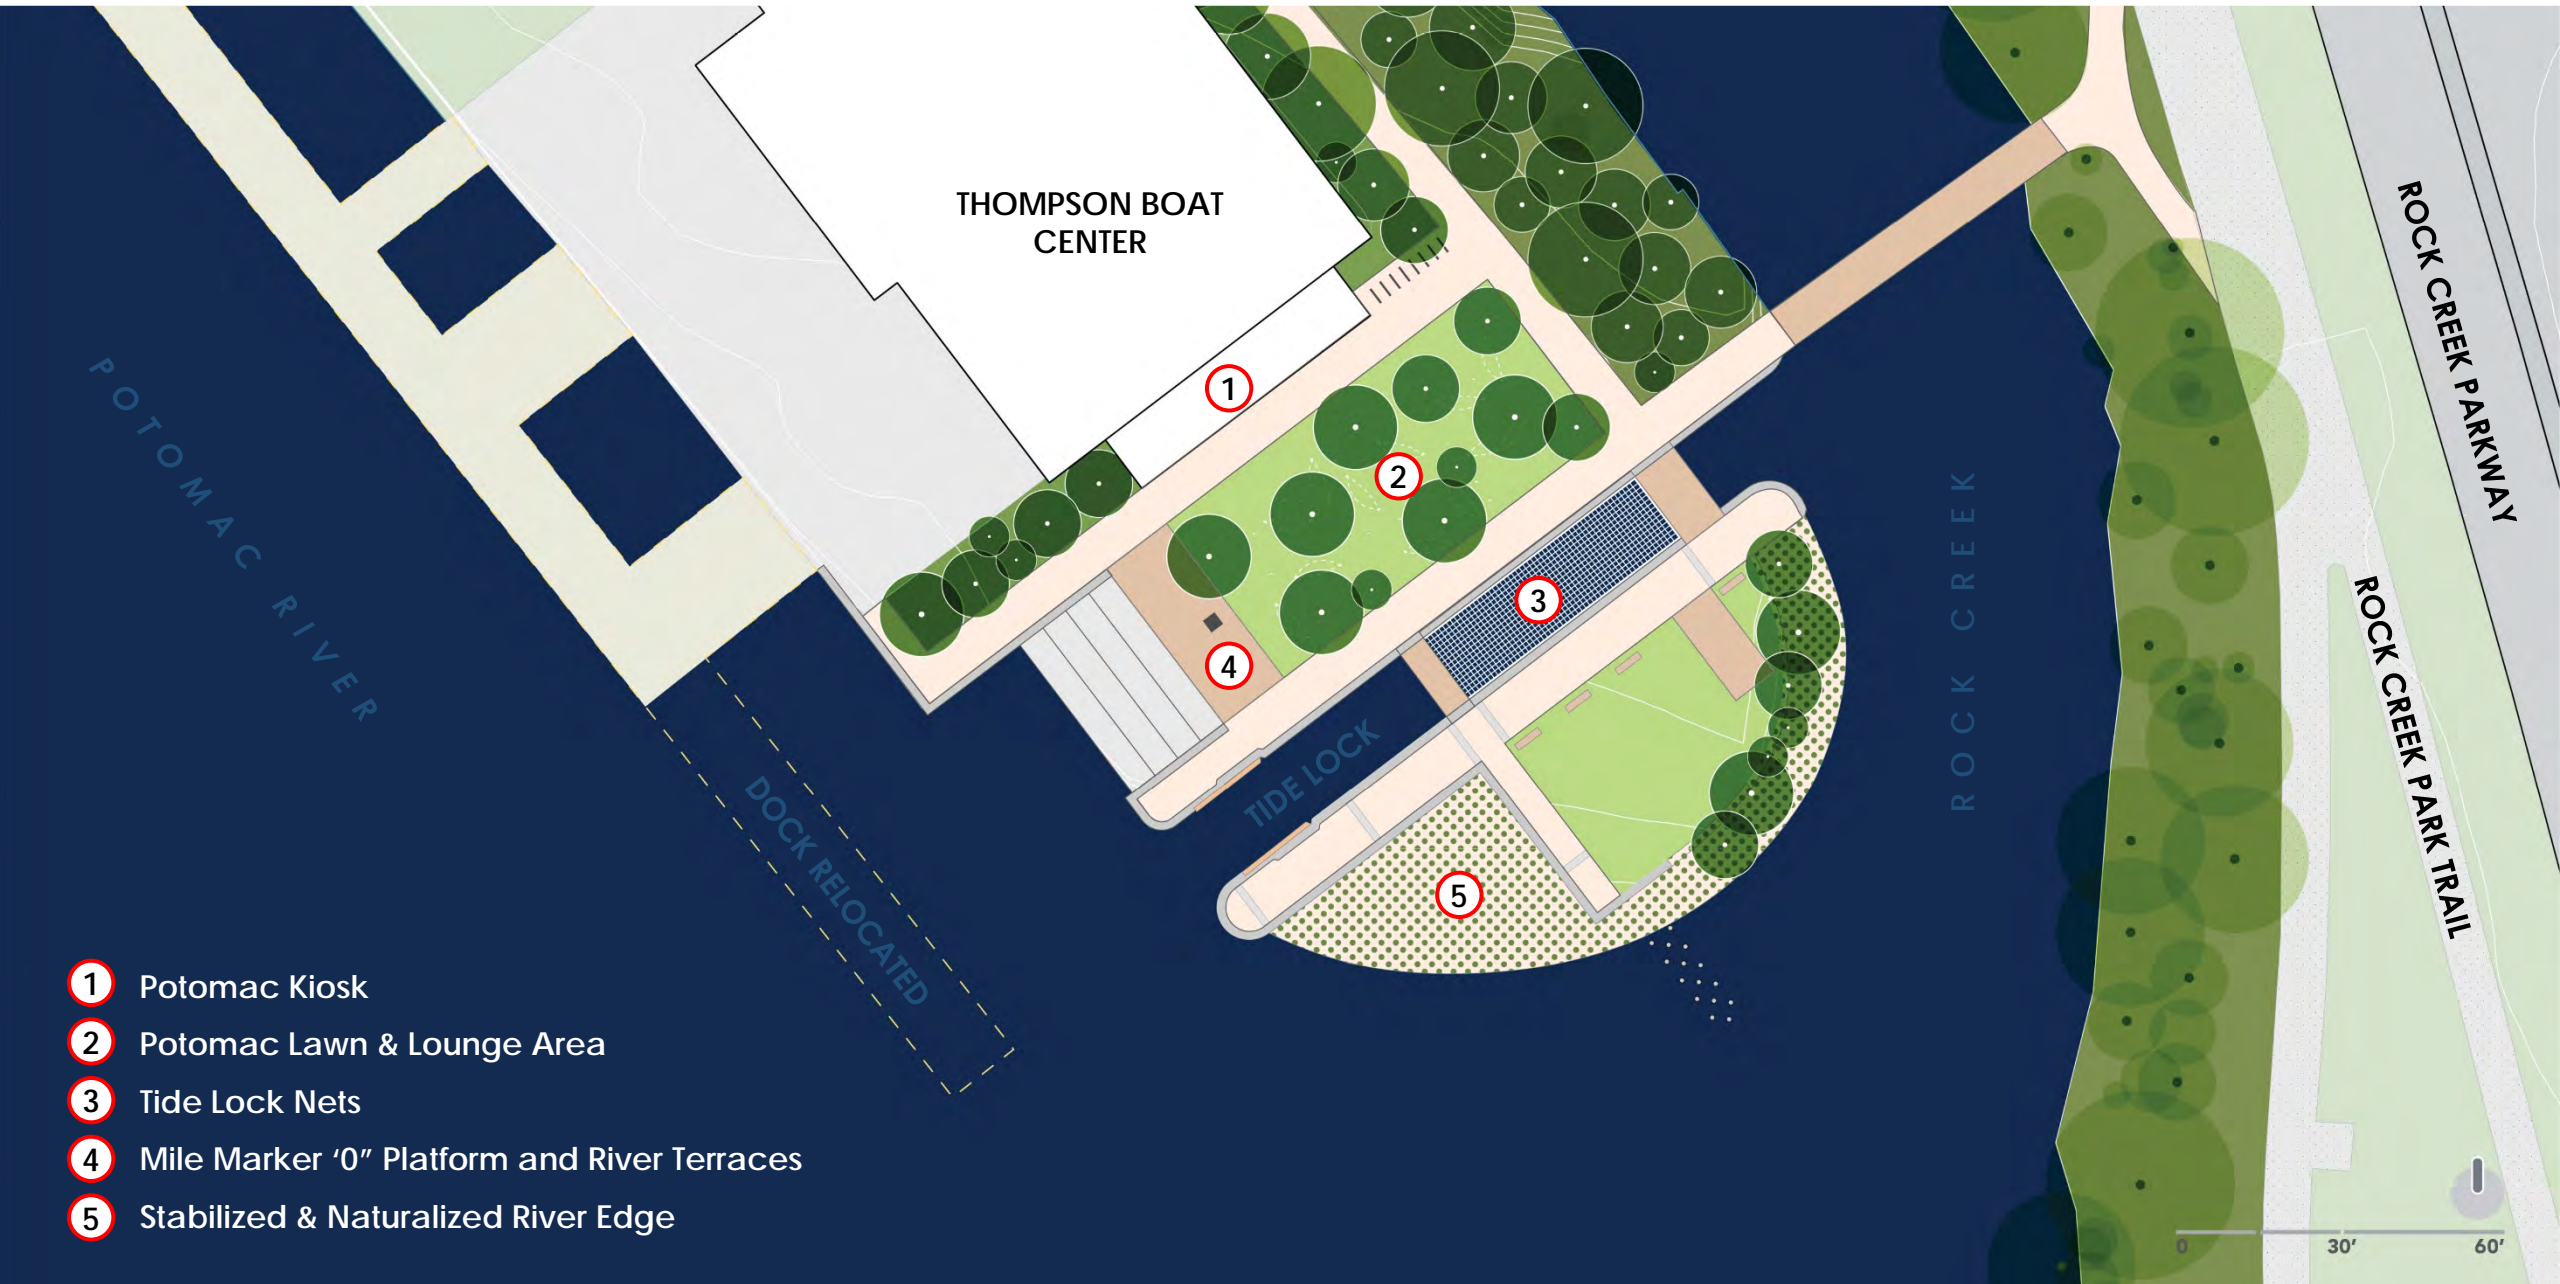 THOMPSON BOAT
CENTER
ROCK CREEK PARKWAY
POTOMAC RIVER
1
2
3
4
5
ROCK CREEK
ROCK CREEK PARK TRAIL
TIDE LOCK
DOCK RELOCATED
1 Potomac Kiosk
2 Potomac Lawn & Lounge Area
3 Tide Lock Nets
4 Mile Marker ‘0” Platform and River Terraces
5 Stabilized & Naturalized River Edge
0 30’ 60’